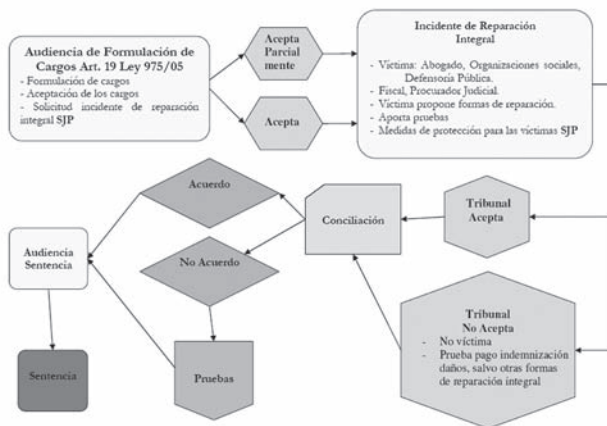 Audiencia de Formulación de
Cargos Art. 19 Ley 975/05
- Formulación de cargos
- Aceptación de los cargos
- Solicitud incidente de reparación
integral SJP
Acepta
Parcial
mente
Acepta
Incidente de Reparación
Integral
- Víctima: Abogado, Organizaciones sociales,
Defensoría Pública.
- Fiscal, Procurador Judicial.
- Víctima propone formas de reparación.
- Aporta pruebas
- Medidas de protección para las víctimas SJP
Tribunal
Acepta
Tribunal
No Acepta
- No víctima
- Prueba pago indemnización
daños, salvo otras formas
de reparación integral
Conciliación
Acuerdo
No Acuerdo
Pruebas
Audiencia
Sentencia
Sentencia